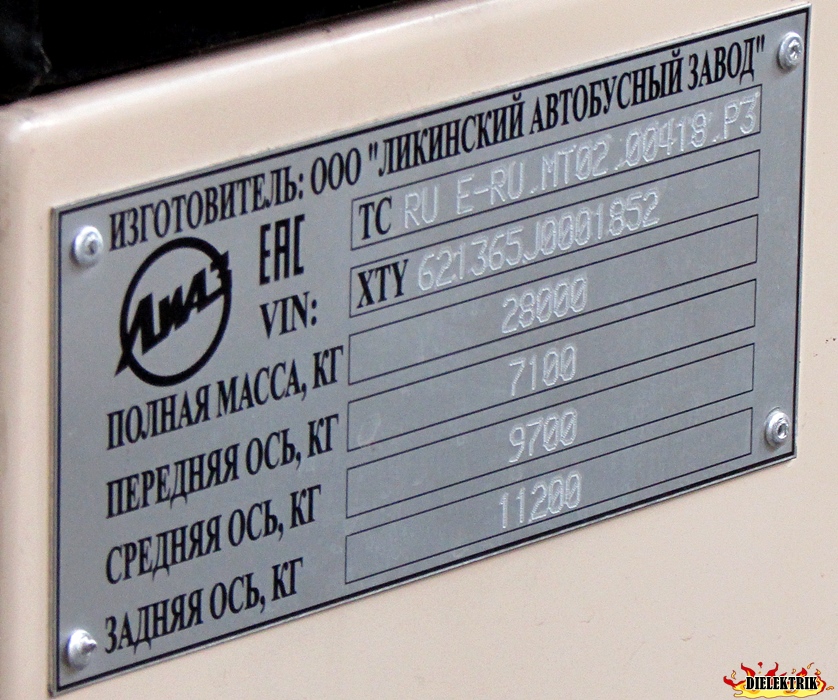 ИЗГОТОВИТЕЛЬ: ООО "ЛИКИНСКИЙ АВТОБУСНЫЙ ЗАВОД"
ЛиАЗ
EAC
ТС RU E-RU.MT02.00418.P3
VIN: XTY 621365J0001852
ПОЛНАЯ МАССА, КГ 28000
ПЕРЕДНЯЯ ОСЬ, КГ 7100
СРЕДНЯЯ ОСЬ, КГ 9700
ЗАДНЯЯ ОСЬ, КГ 11200
DIELEKTRIK